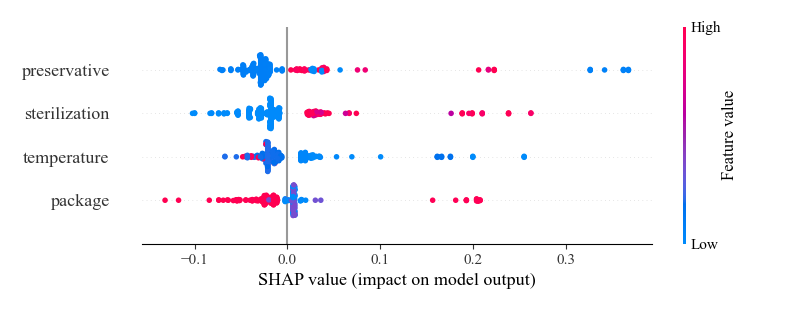 High
preservative
sterilization
temperature
package
Feature value
Low
−0.1 0.0 0.1 0.2 0.3
SHAP value (impact on model output)